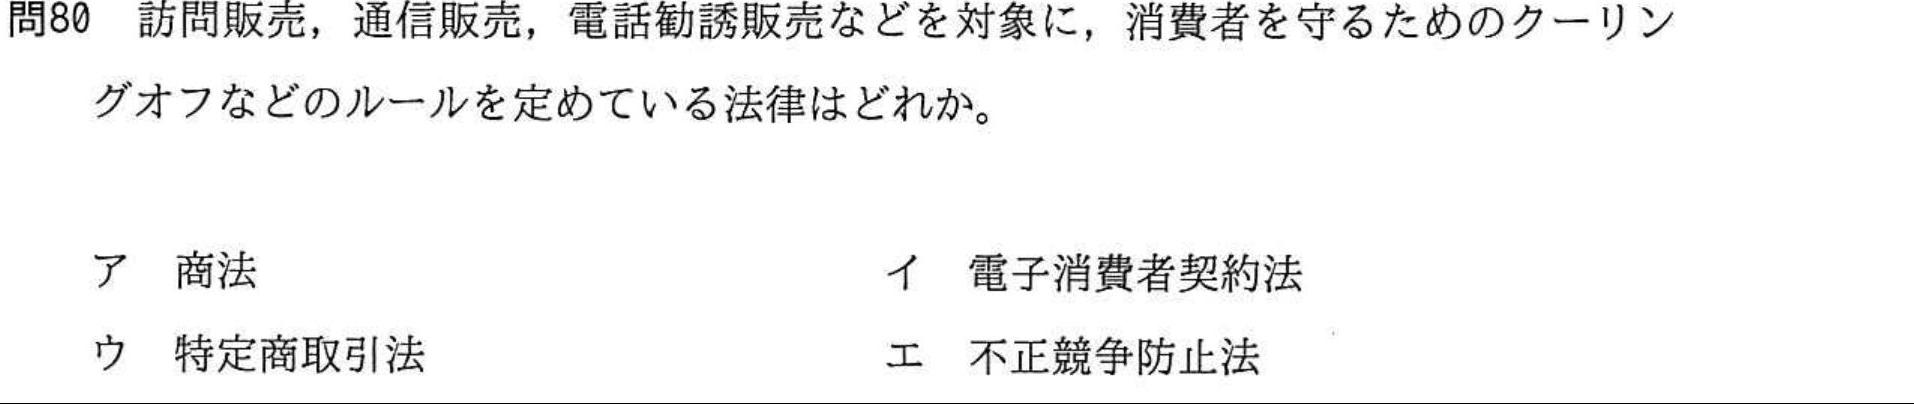 問80　訪問販売，通信販売，電話勧誘販売などを対象に，消費者を守るためのクーリン
グオフなどのルールを定めている法律はどれか。
ア　商法　イ　電子消費者契約法
ウ　特定商取引法　エ　不正競争防止法